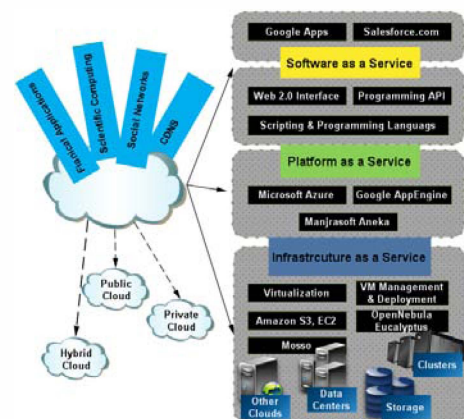 Fianical Applications
Scientific Computing
Social Networks
CDNS
Public
Cloud
Private
Cloud
Hybrid
Cloud
Google Apps
Salesforce.com
Software as a Service
Web 2.0 Interface
Programming API
Scripting & Programming Languags
Platform as a Service
Microsoft Azure
Google AppEngine
Manjrasoft Aneka
Infrastrcuture as a Service
Virtualization
VM Management
& Deployment
Amazon S3, EC2
OpenNebula
Eucalyptus
Mosso
Clusters
Other
Clouds
Data
Centers
Storage